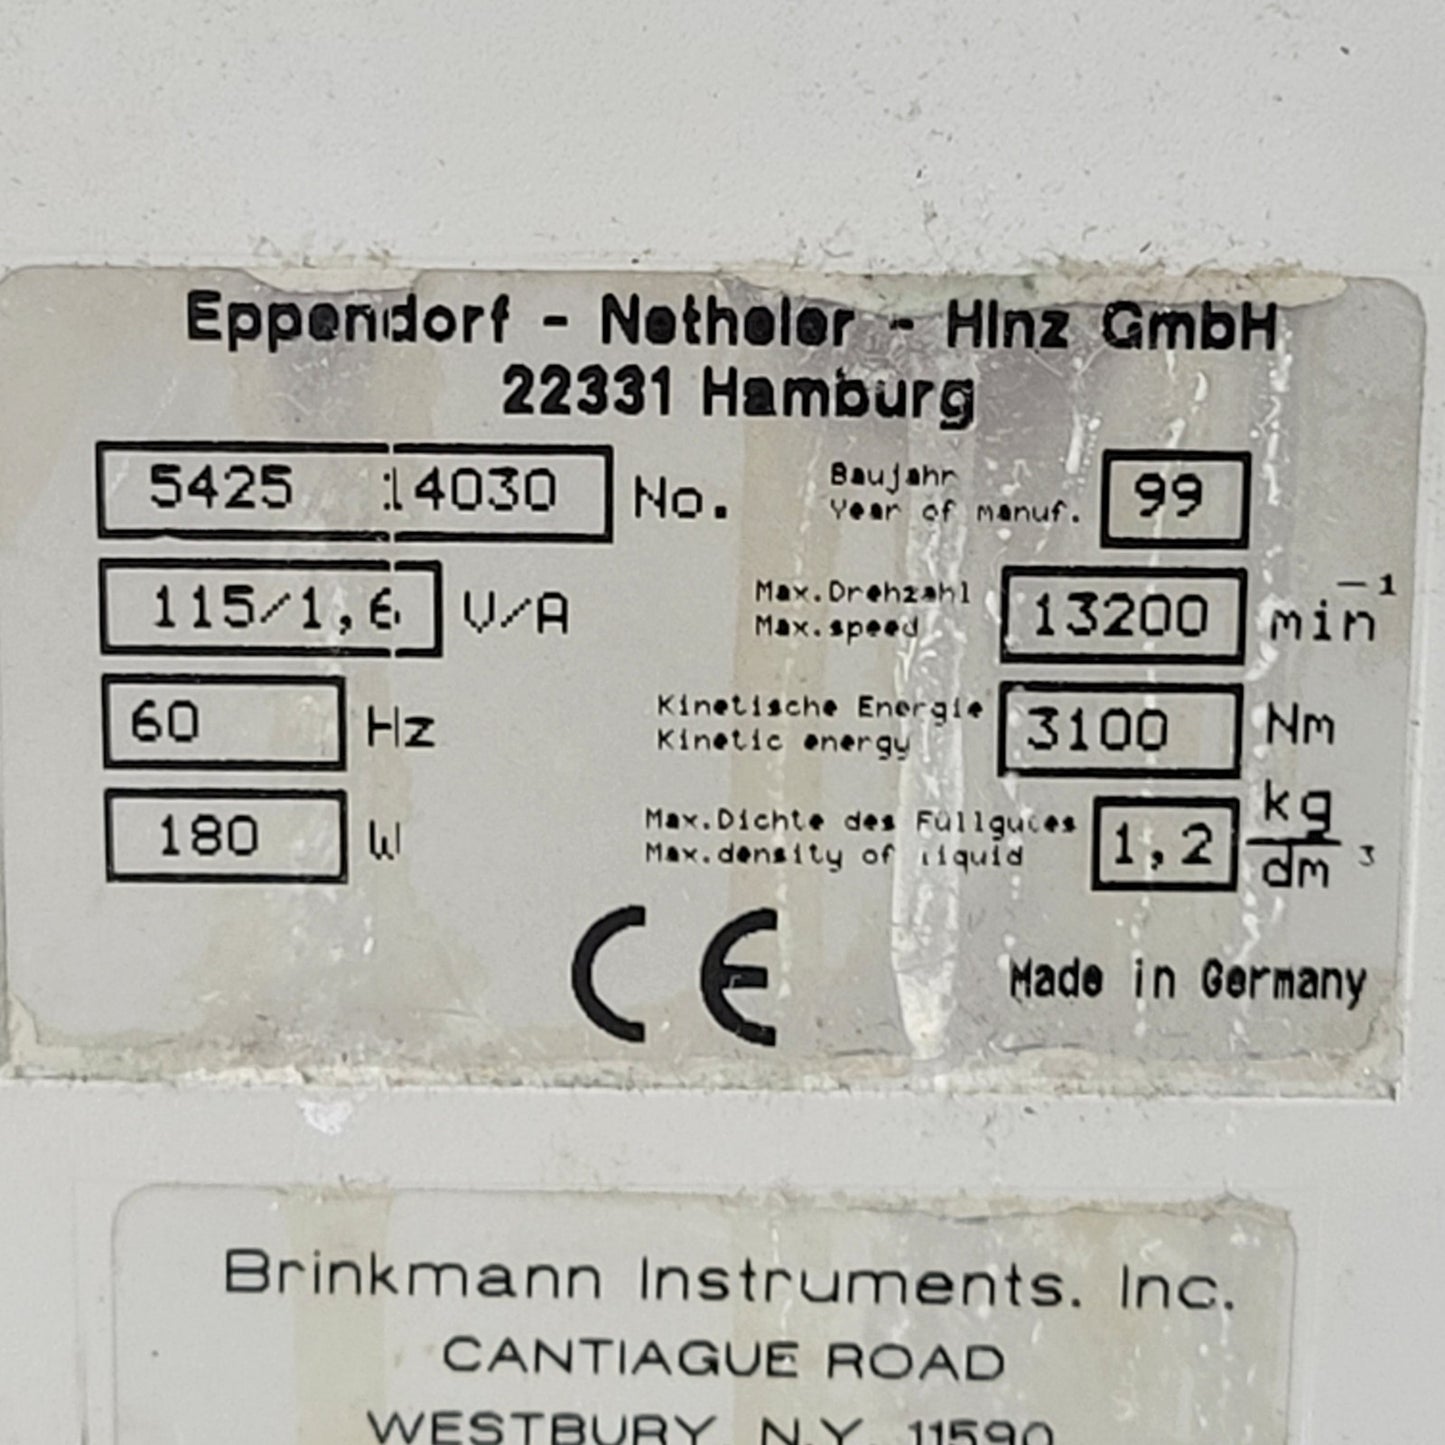 Eppendorf - Netheler - Hinz GmbH
22331 Hamburg
5425 14030 No.
Baujahr
Year of manuf. 99
115/1,6 V/A
Max.Drehzahl
Max.speed 13200 min⁻¹
60 Hz
Kinetische Energie
Kinetic energy 3100 Nm
180 W
Max.Dichte des Füllgutes
Max.density of liquid 1,2 kg/dm³
CE
Made in Germany
Brinkmann Instruments. Inc.
CANTIAGUE ROAD
WESTBURY, N.Y. 11590